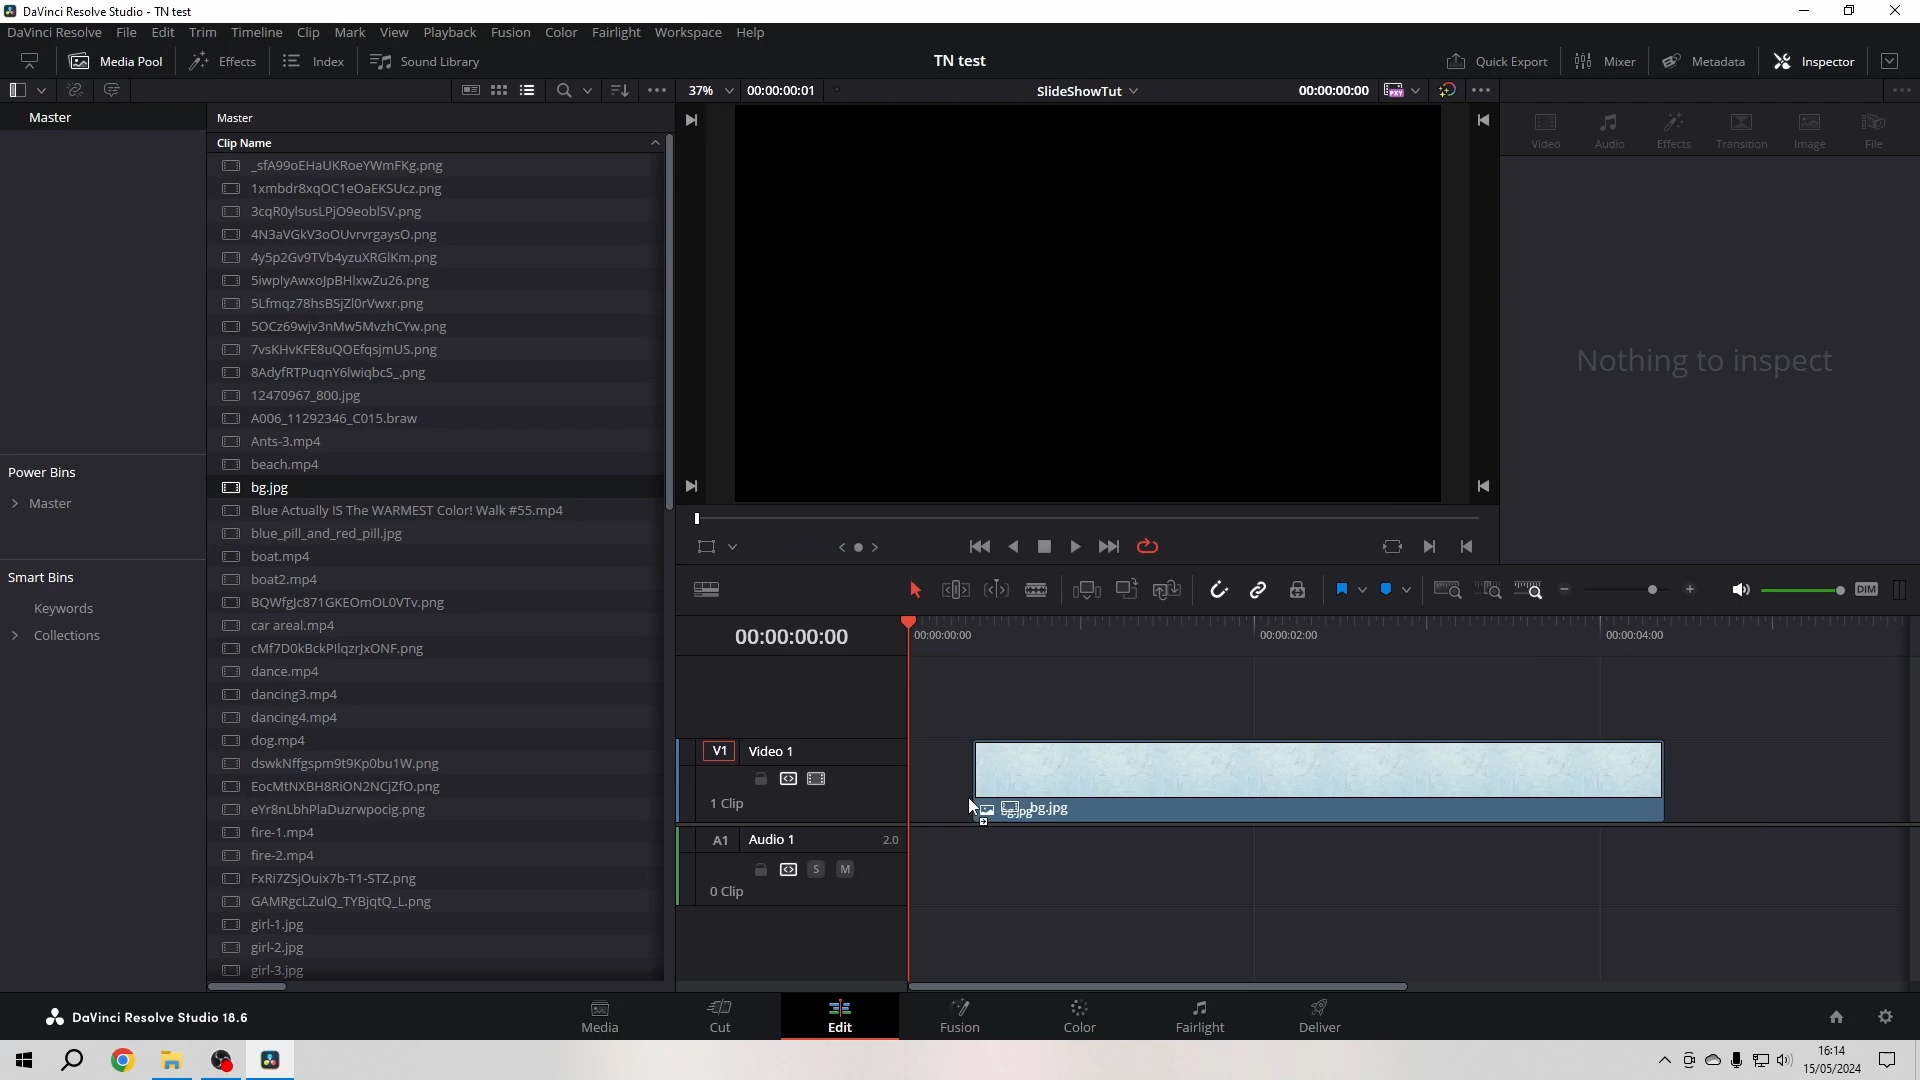 DaVinci Resolve Studio - TN test
DaVinci Resolve File Edit Trim Timeline Clip Mark View Playback Fusion Color Fairlight Workspace Help
Media Pool Effects Index Sound Library TN test Quick Export Mixer Metadata Inspector
37% 00:00:00:01 SlideShowTut 00:00:00:00 PXY
Master
Power Bins
Master
Smart Bins
Keywords
Collections
Master
Clip Name
_sfA99oEHaUKRoeYWmFKg.png
1xmbdr8xqOC1eOaEKSUcz.png
3cqR0ylsusLPjO9eoblSV.png
4N3aVGkV3oOUvrvrgaysO.png
4y5p2Gv9TVb4yzuXRGlKm.png
5iwplyAwxoJpBHlxwZu26.png
5Lfmqz78hsBSjZl0rVwxr.png
5OCz69wjv3nMw5MvzhCYw.png
7vsKHvKFE8uQOEfqsjmUS.png
8AdyfRTPuqnY6lwiqbcS_.png
12470967_800.jpg
A006_11292346_C015.braw
Ants-3.mp4
beach.mp4
bg.jpg
Blue Actually IS The WARMEST Color! Walk #55.mp4
blue_pill_and_red_pill.jpg
boat.mp4
boat2.mp4
BQWfgJc871GKEOmOL0VTv.png
car areal.mp4
cMf7D0kBckPIlqzrJxONF.png
dance.mp4
dancing3.mp4
dancing4.mp4
dog.mp4
dswkNffgspm9t9Kp0bu1W.png
EocMtNXBH8RiON2NCjZfO.png
eYr8nLbhPlaDuzrwpocig.png
fire-1.mp4
fire-2.mp4
FxRi7ZSjOuix7b-T1-STZ.png
GAMRgcLZulQ_TYBjqtQ_L.png
girl-1.jpg
girl-2.jpg
girl-3.jpg
Video Audio Effects Transition Image File
Nothing to inspect
DIM
00:00:00:00 00:00:00:00 00:00:02:00 00:00:04:00
V1 Video 1
1 Clip
bg.jpg bg.jpg
A1 Audio 1 2.0
S M
0 Clip
DaVinci Resolve Studio 18.6
Media Cut Edit Fusion Color Fairlight Deliver
16:14
15/05/2024